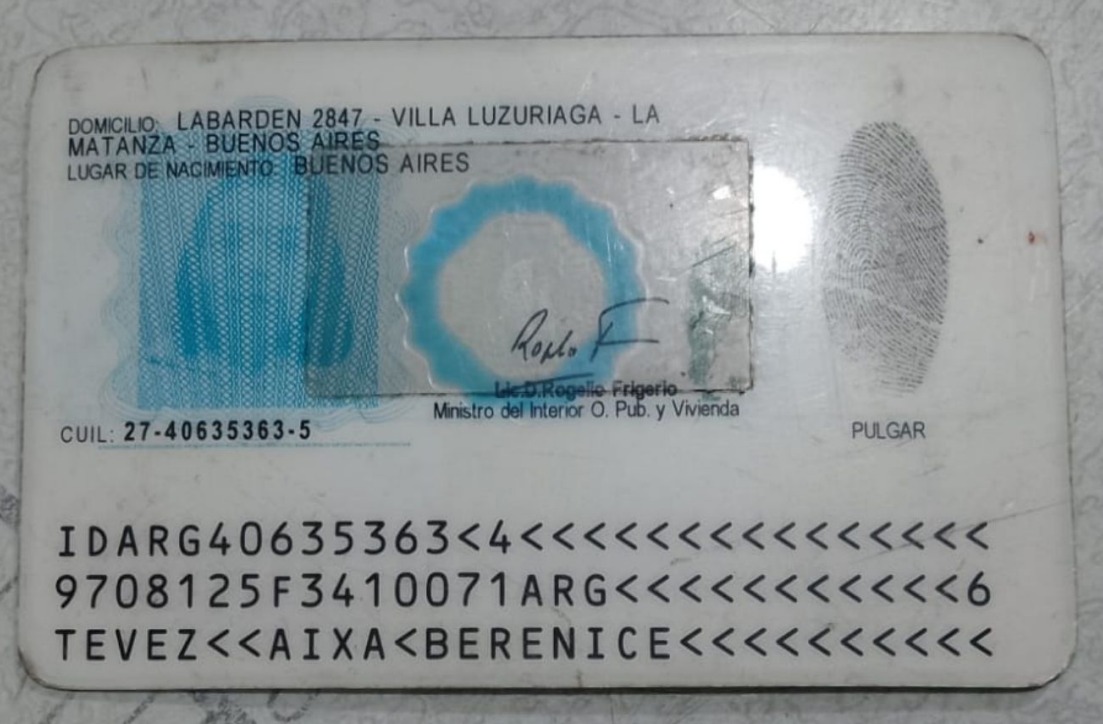 DOMICILIO: LABARDEN 2847 - VILLA LUZURIAGA - LA
MATANZA - BUENOS AIRES
LUGAR DE NACIMIENTO: BUENOS AIRES
Lic.D.Rogelio Frigerio
Ministro del Interior O. Pub. y Vivienda
CUIL: 27-40635363-5
PULGAR
IDARG40635363<4<<<<<<<<<<<<<<<
9708125F3410071ARG<<<<<<<<<<<6
TEVEZ<<AIXA<BERENICE<<<<<<<<<<